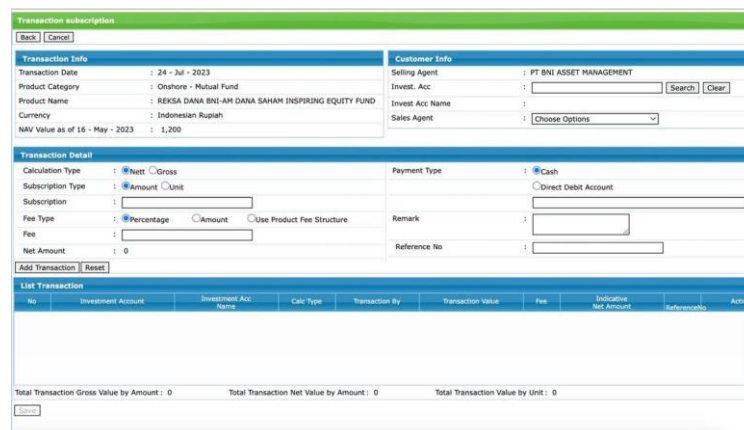 Transaction subscription
Back Cancel
Transaction Info
Transaction Date : 24 - Jul - 2023
Product Category : Onshore - Mutual Fund
Product Name : REKSA DANA BNI-AM DANA SAHAM INSPIRING EQUITY FUND
Currency : Indonesian Rupiah
NAV Value as of 16 - May - 2023 : 1,200
Customer Info
Selling Agent : PT BNI ASSET MANAGEMENT
Invest. Acc : Search Clear
Invest Acc Name :
Sales Agent : Choose Options
Transaction Detail
Calculation Type : Nett Gross
Subscription Type : Amount Unit
Subscription :
Fee Type : Percentage Amount Use Product Fee Structure
Fee :
Net Amount : 0
Payment Type : Cash
Direct Debit Account
Remark :
Reference No :
Add Transaction Reset
List Transaction
No Investment Account Investment Acc Name Calc Type Transaction By Transaction Value Fee Indicative Net Amount ReferenceNo Acti
Total Transaction Gross Value by Amount : 0 Total Transaction Net Value by Amount : 0 Total Transaction Value by Unit : 0
Save